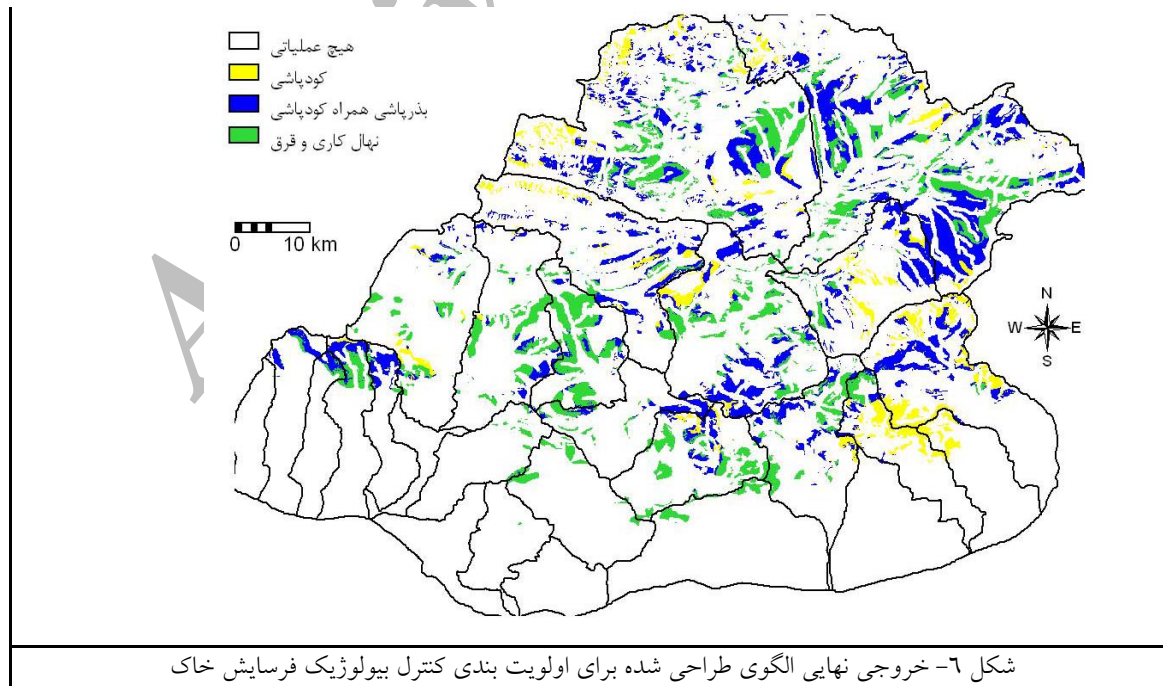 هیچ عملیاتی
کودپاشی
بذرپاشی همراه کودپاشی
نهال کاری و قرق
0 10 km
N
W E
S
شکل ٦- خروجی نهایی الگوی طراحی شده برای اولویت بندی کنترل بیولوژیک فرسایش خاک